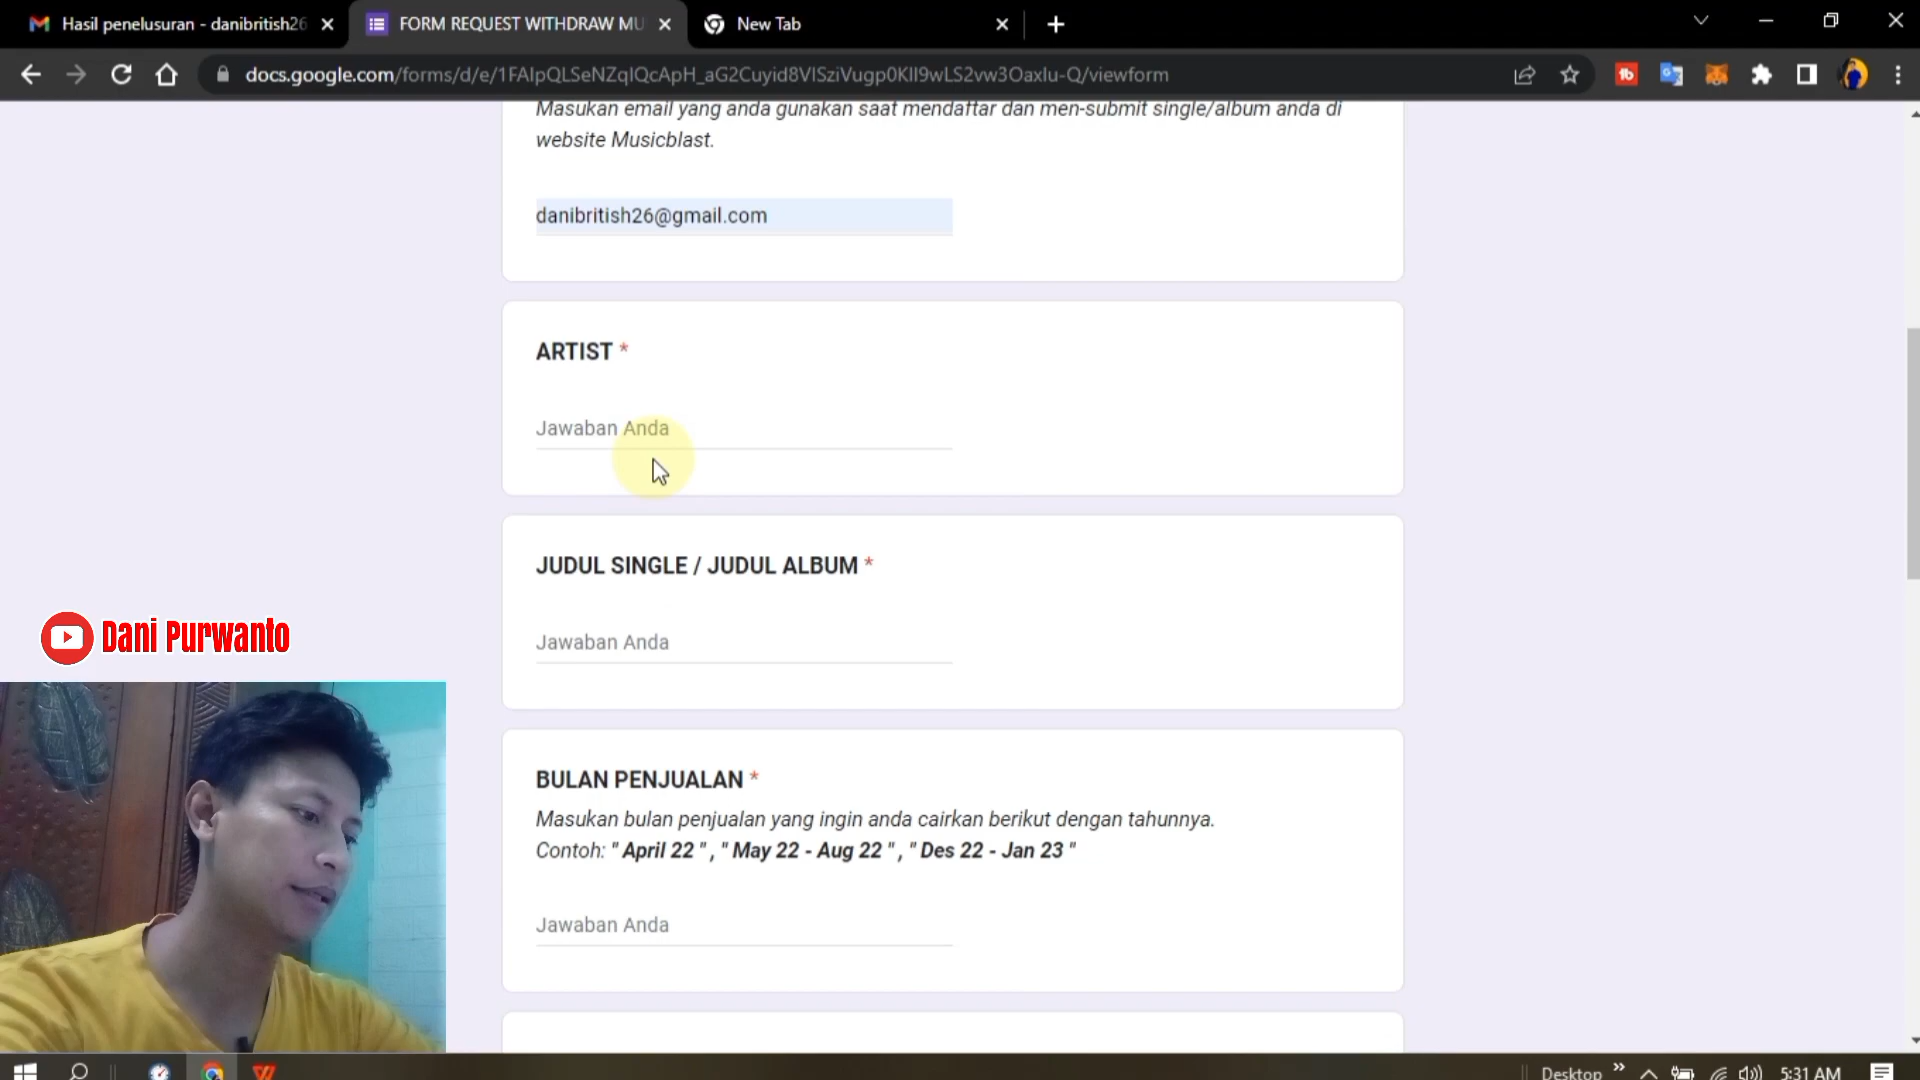 Hasil penelusuran - danibritish26
FORM REQUEST WITHDRAW MU
New Tab
docs.google.com/forms/d/e/1FAIpQLSeNZqIQcApH_aG2Cuyid8VISziVugp0KII9wLS2vw3OaxIu-Q/viewform
Masukan email yang anda gunakan saat mendaftar dan men-submit single/album anda di
website Musicblast.
danibritish26@gmail.com
ARTIST *
Jawaban Anda
JUDUL SINGLE / JUDUL ALBUM *
Jawaban Anda
Dani Purwanto
BULAN PENJUALAN *
Masukan bulan penjualan yang ingin anda cairkan berikut dengan tahunnya.
Contoh: " April 22 " , " May 22 - Aug 22 " , " Des 22 - Jan 23 "
Jawaban Anda
Desktop
5:31 AM